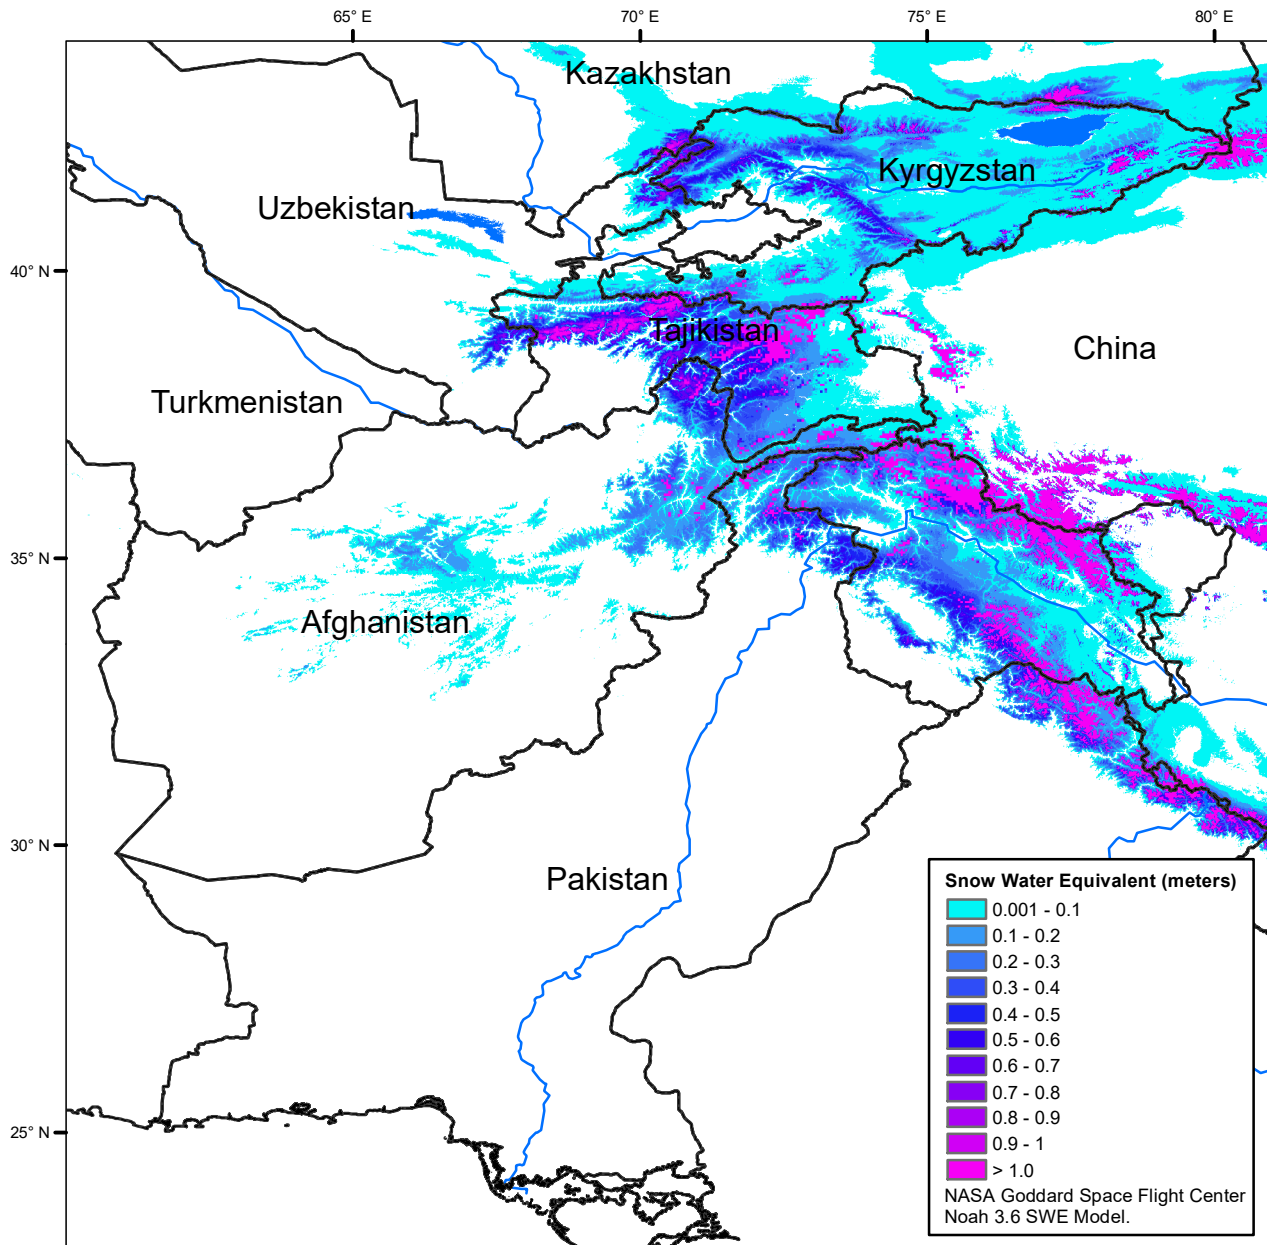 65° E
70° E
75° E
80° E
Kazakhstan
Kyrgyzstan
Uzbekistan
40° N
Tajikistan
China
Turkmenistan
35° N
Afghanistan
30° N
Pakistan
Snow Water Equivalent (meters)
0.001 - 0.1
0.1 - 0.2
0.2 - 0.3
0.3 - 0.4
0.4 - 0.5
0.5 - 0.6
0.6 - 0.7
0.7 - 0.8
0.8 - 0.9
0.9 - 1
> 1.0
25° N
NASA Goddard Space Flight Center
Noah 3.6 SWE Model.